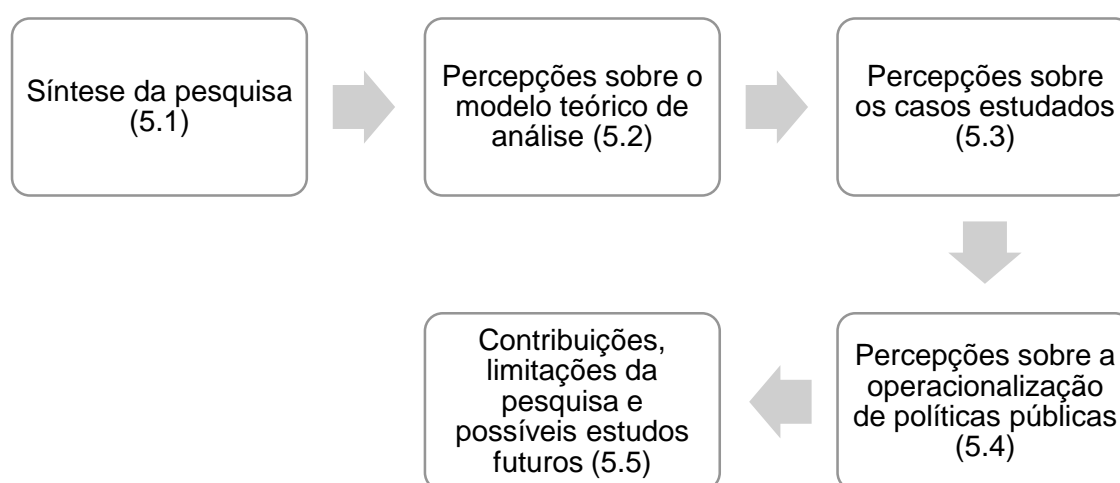 Síntese da pesquisa
(5.1)
Percepções sobre o
modelo teórico de
análise (5.2)
Percepções sobre
os casos estudados
(5.3)
Percepções sobre a
operacionalização
de políticas públicas
(5.4)
Contribuições,
limitações da
pesquisa e
possíveis estudos
futuros (5.5)